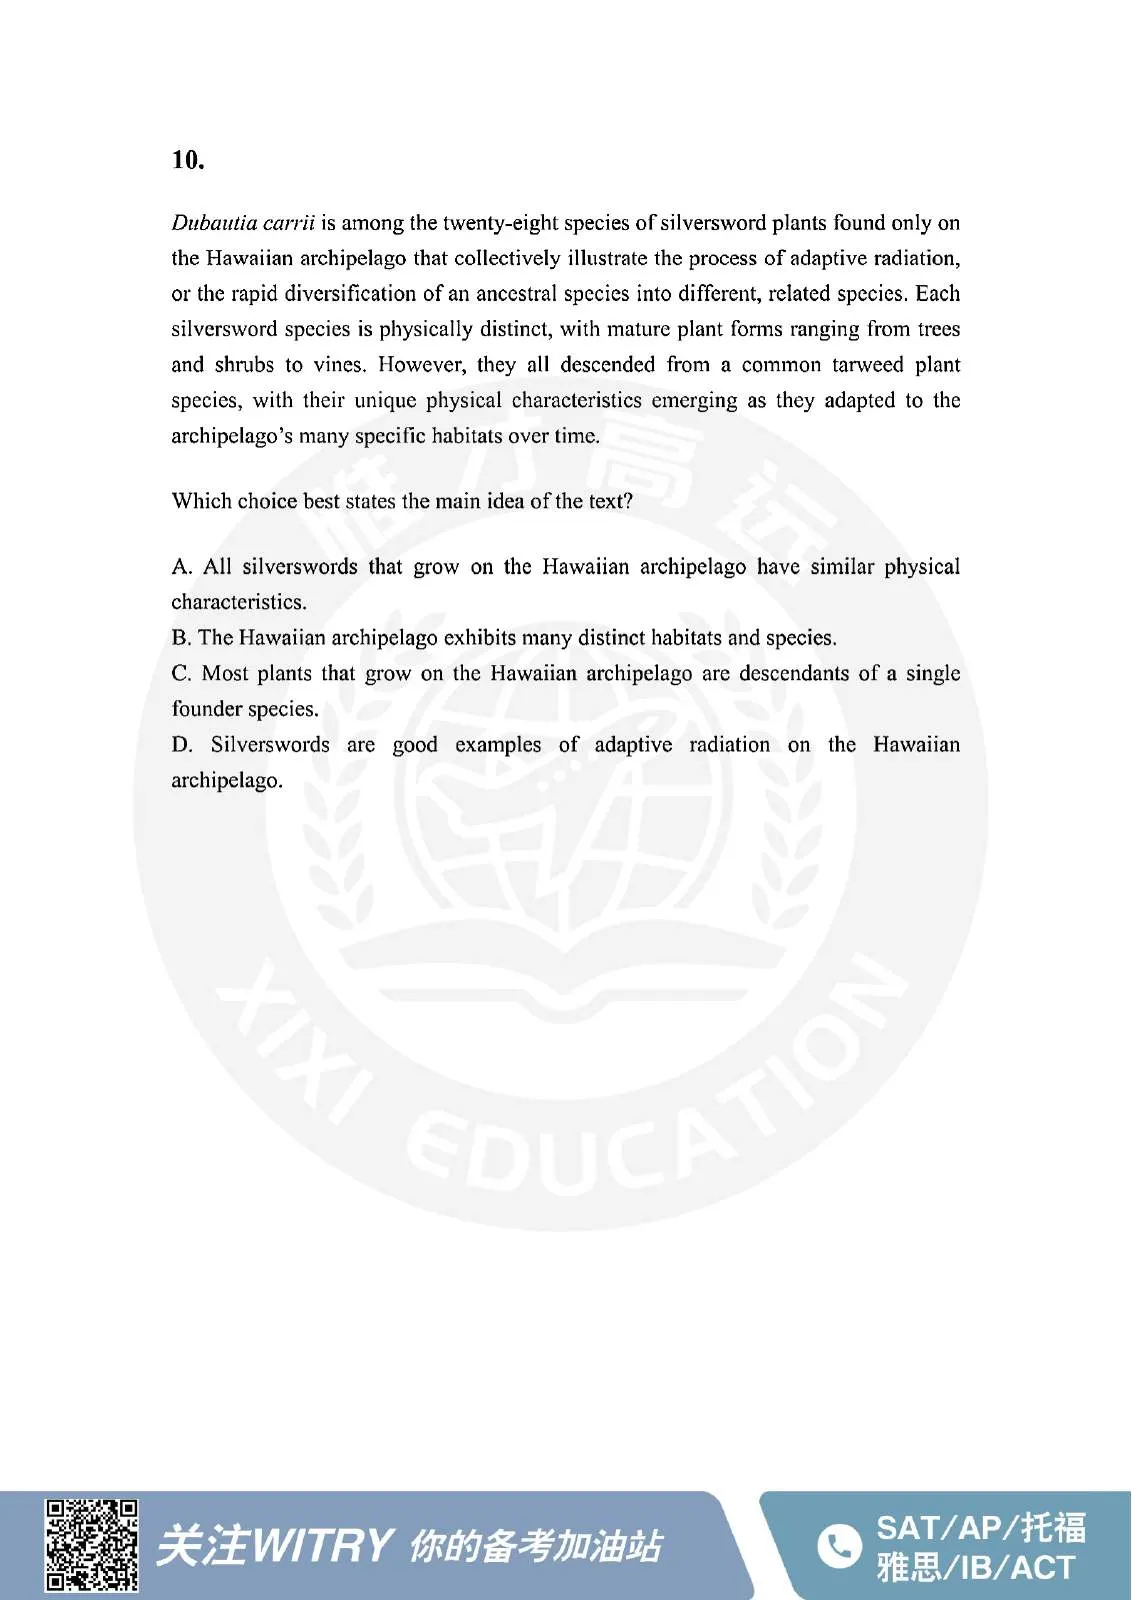 10.
Dubautia carrii is among the twenty-eight species of silversword plants found only on
the Hawaiian archipelago that collectively illustrate the process of adaptive radiation,
or the rapid diversification of an ancestral species into different, related species. Each
silversword species is physically distinct, with mature plant forms ranging from trees
and shrubs to vines. However, they all descended from a common tarweed plant
species, with their unique physical characteristics emerging as they adapted to the
archipelago’s many specific habitats over time.
Which choice best states the main idea of the text?
A. All silverswords that grow on the Hawaiian archipelago have similar physical
characteristics.
B. The Hawaiian archipelago exhibits many distinct habitats and species.
C. Most plants that grow on the Hawaiian archipelago are descendants of a single
founder species.
D. Silverswords are good examples of adaptive radiation on the Hawaiian
archipelago.
XIXI EDUCATION
关注WITRY 你的备考加油站
SAT/AP/托福
雅思/IB/ACT